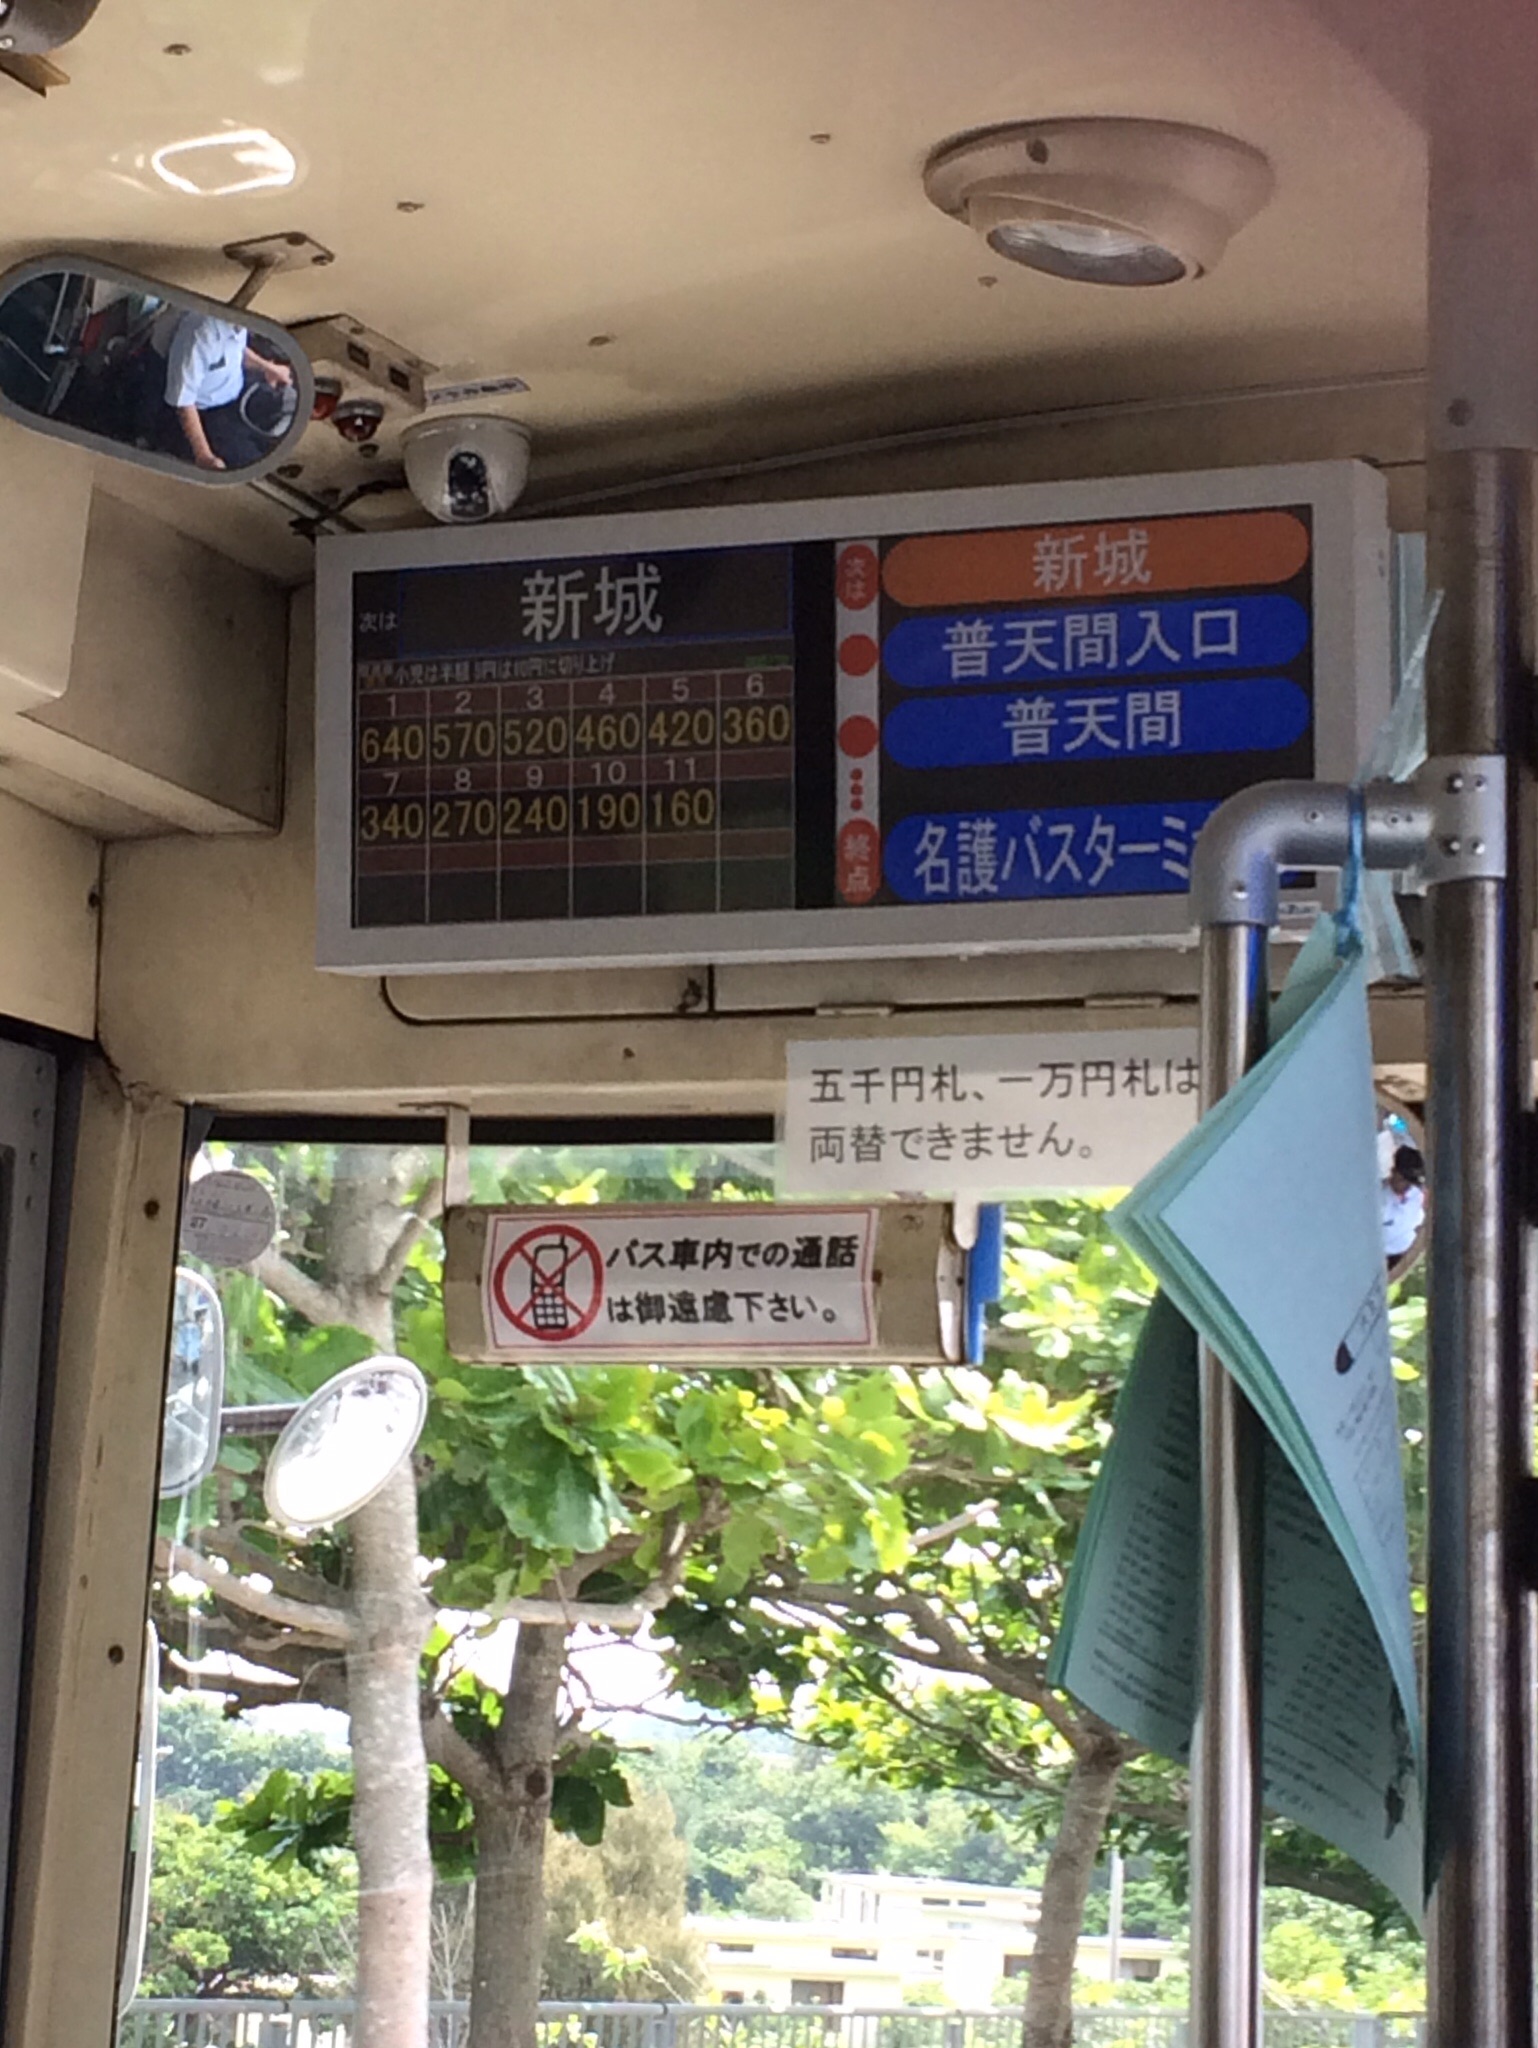 次は
新城
小児は半額 5円は10円に切り上げ
1 2 3 4 5 6
640 570 520 460 420 360
7 8 9 10 11
340 270 240 190 160
次は
新城
普天間入口
普天間
終点
名護バスターミ
五千円札、一万円札は
両替できません。
バス車内での通話
は御遠慮下さい。
27